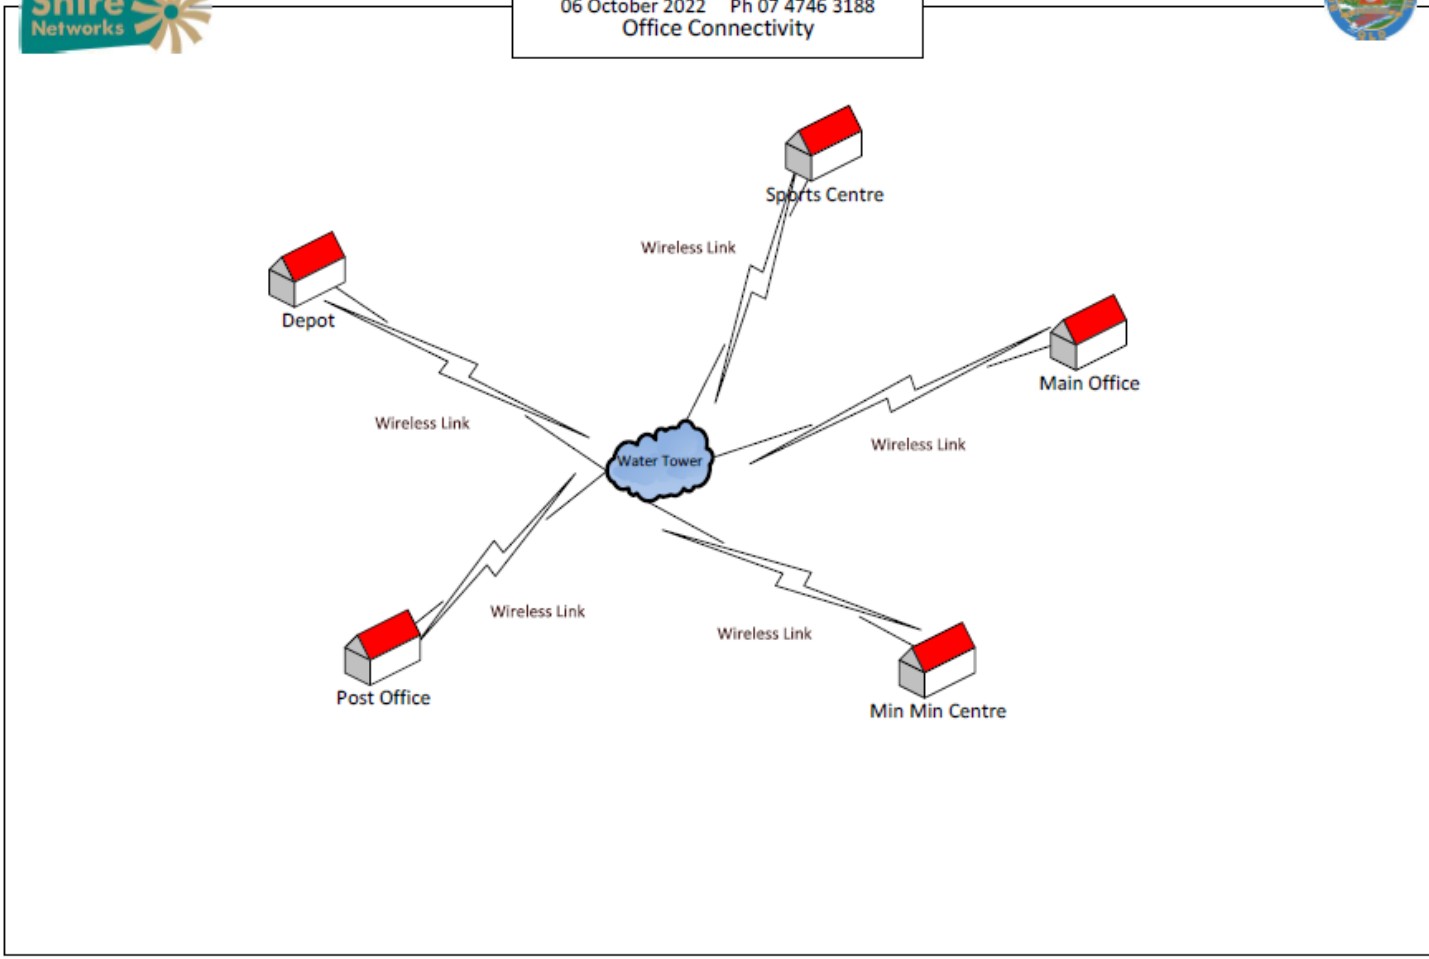 Shire
Networks
06 October 2022 Ph 07 4746 3188
Office Connectivity
Sports Centre
Wireless Link
Depot
Main Office
Wireless Link
Wireless Link
Water Tower
Wireless Link
Wireless Link
Post Office
Min Min Centre